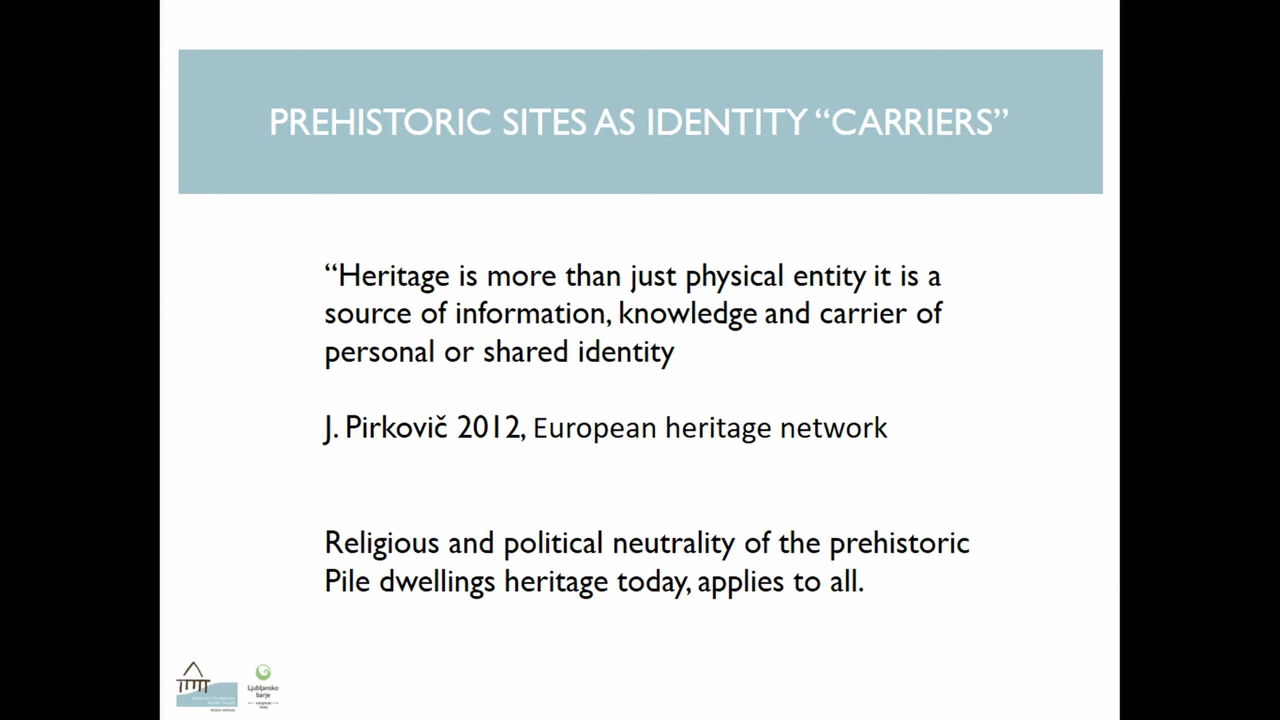 PREHISTORIC SITES AS IDENTITY “CARRIERS”
“Heritage is more than just physical entity it is a
source of information, knowledge and carrier of
personal or shared identity
J. Pirkovič 2012, European heritage network
Religious and political neutrality of the prehistoric
Pile dwellings heritage today, applies to all.
Ljubljansko
barje